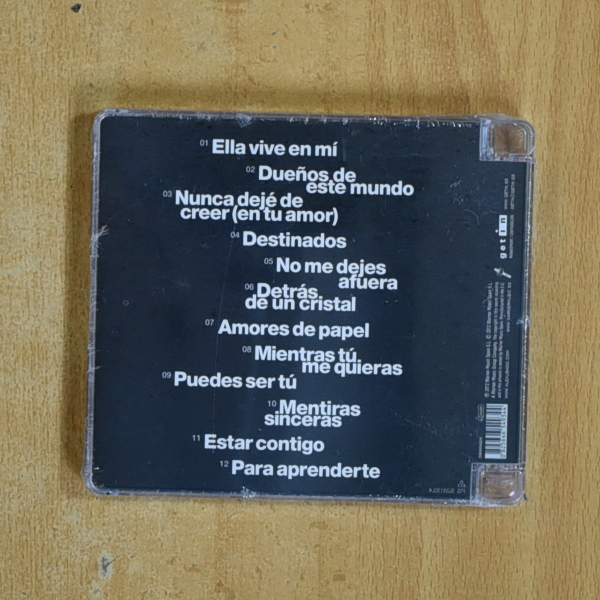 01 Ella vive en mí
02 Dueños de
este mundo
03 Nunca dejé de
creer (en tu amor)
04 Destinados
05 No me dejes
afuera
06 Detrás
de un cristal
07 Amores de papel
08 Mientras tú
me quieras
09 Puedes ser tú
10 Mentiras
sinceras
11 Estar contigo
12 Para aprenderte
get in